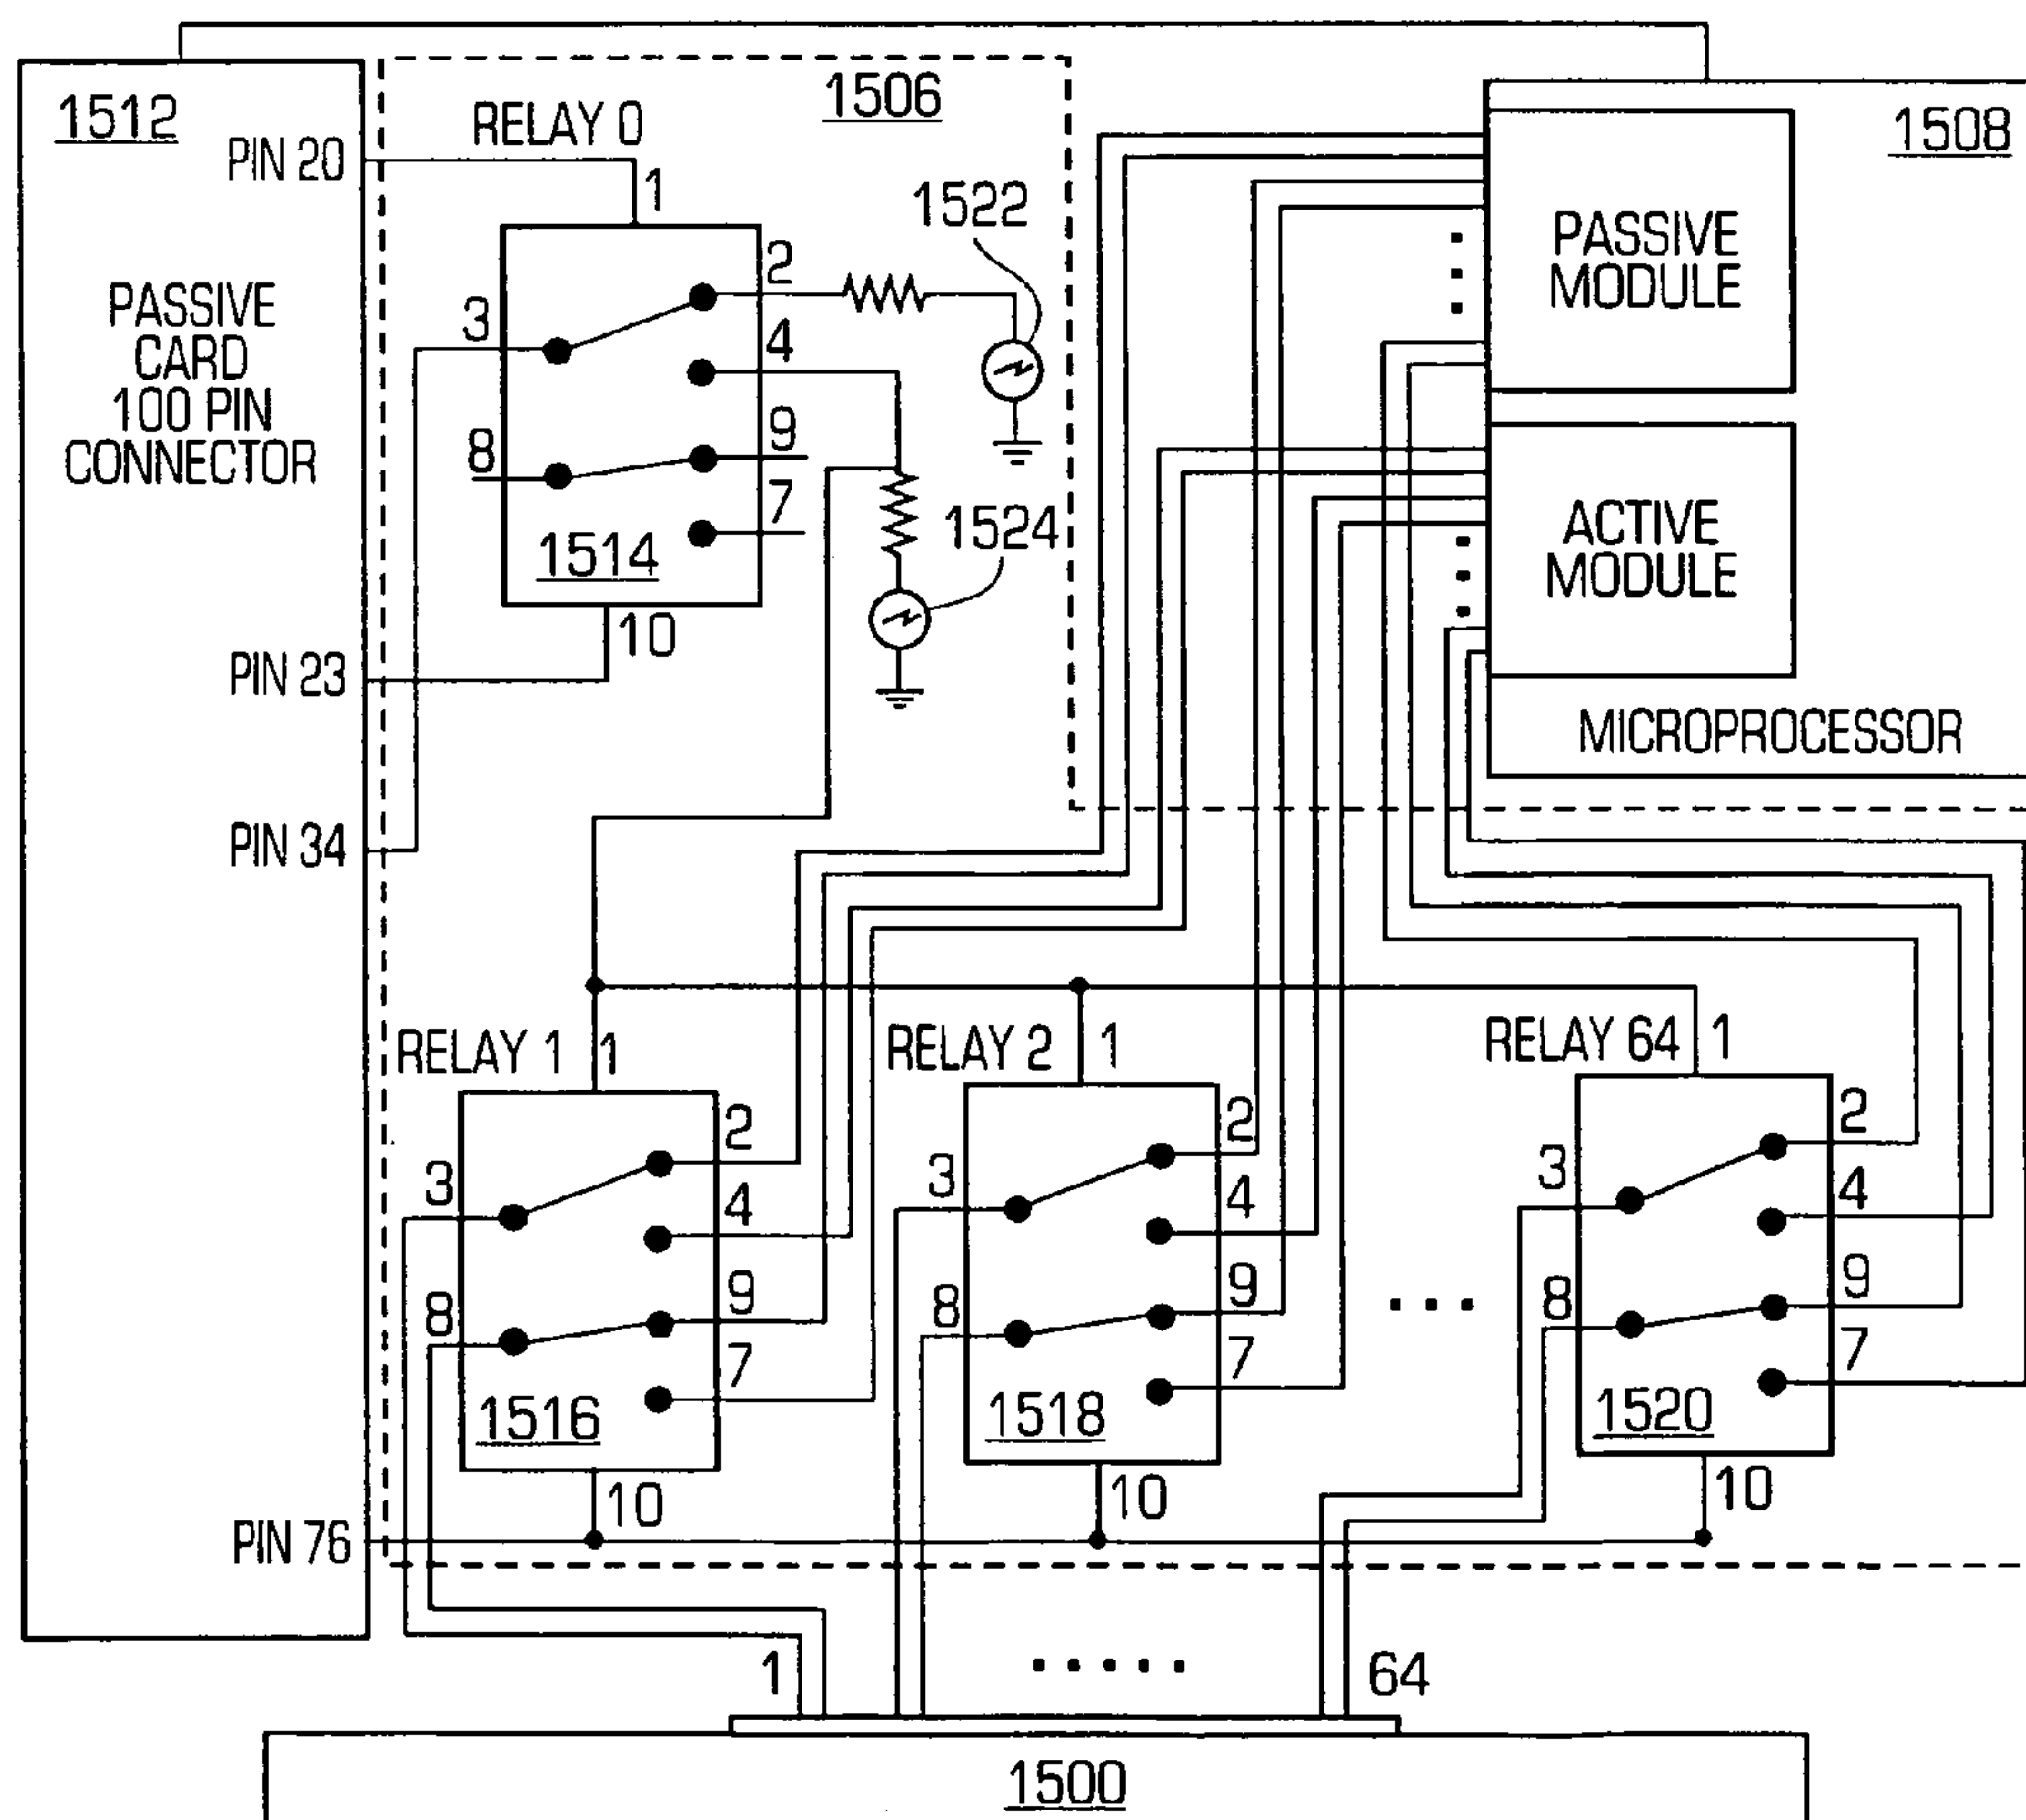 1512
PIN 20
PASSIVE
CARD
100 PIN
CONNECTOR
PIN 23
PIN 34
PIN 76
1506
RELAY 0
1
2
3
4
8
9
7
1514
10
1522
1524
1508
PASSIVE
MODULE
ACTIVE
MODULE
MICROPROCESSOR
RELAY 1
1
2
3
4
8
9
7
1516
10
RELAY 2
1
2
3
4
8
9
7
1518
10
RELAY 64
1
2
3
4
8
9
7
1520
10
1
64
1500